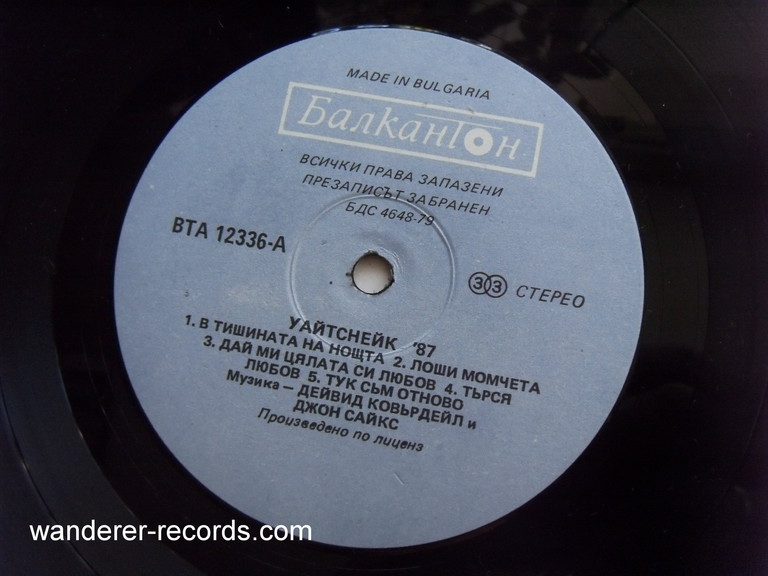 MADE IN BULGARIA
Балкантон
ВСИЧКИ ПРАВА ЗАПАЗЕНИ
ПРЕЗАПИСЪТ ЗАБРАНЕН
БДС 4648-79
ВТА 12336-А
33 СТЕРЕО
УАЙТСНЕЙК '87
1. В ТИШИНАТА НА НОЩТА 2. ЛОШИ МОМЧЕТА
3. ДАЙ МИ ЦЯЛАТА СИ ЛЮБОВ 4. ТЪРСЯ
ЛЮБОВ 5. ТУК СЪМ ОТНОВО
Музика — ДЕЙВИД КОВЪРДЕЙЛ и
ДЖОН САЙКС
Произведено по лиценз
wanderer-records.com